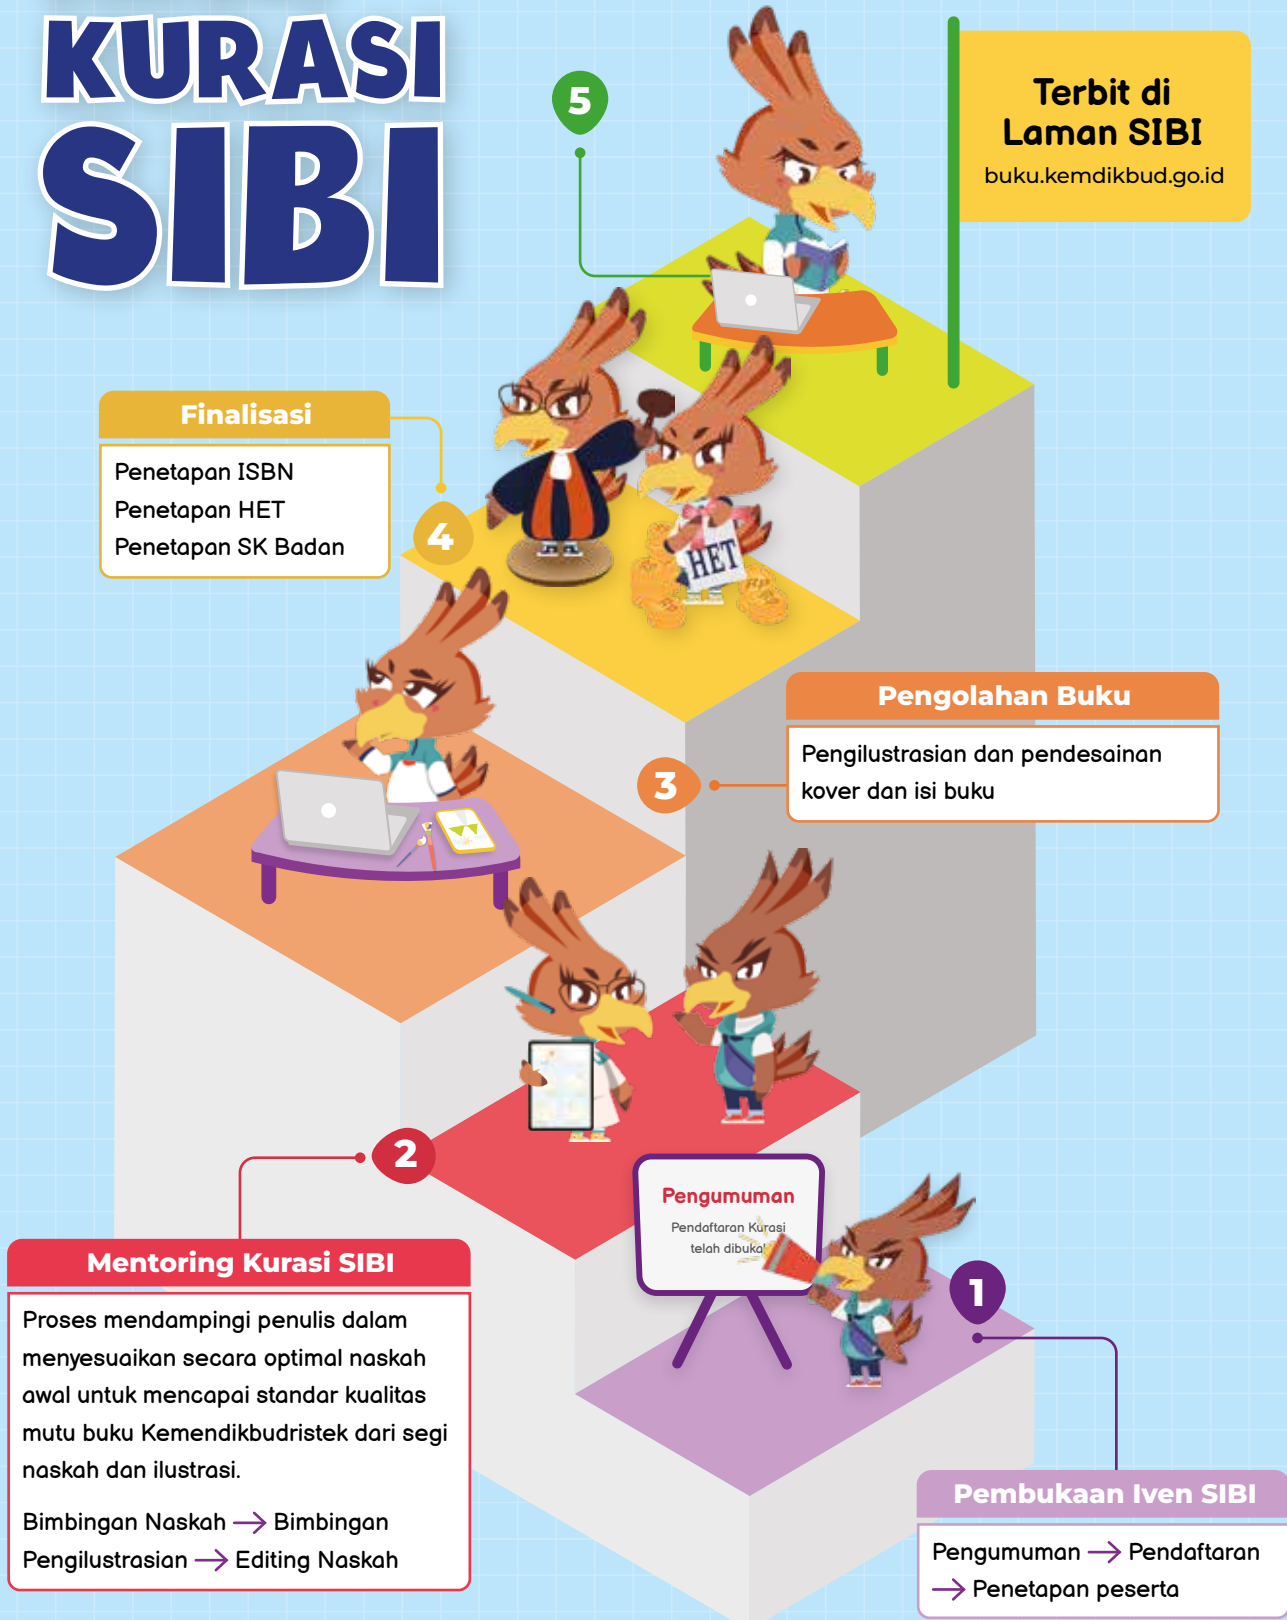 KURASI
SIBI
5
Terbit di
Laman SIBI
buku.kemdikbud.go.id
Finalisasi
Penetapan ISBN
Penetapan HET
Penetapan SK Badan
4
HET
Pengolahan Buku
Pengilustrasian dan pendesainan
kover dan isi buku
3
2
Mentoring Kurasi SIBI
Proses mendampingi penulis dalam
menyesuaikan secara optimal naskah
awal untuk mencapai standar kualitas
mutu buku Kemendikbudristek dari segi
naskah dan ilustrasi.
Bimbingan Naskah → Bimbingan
Pengilustrasian → Editing Naskah
Pengumuman
Pendaftaran Kurasi
telah dibuka
1
Pembukaan Iven SIBI
Pengumuman → Pendaftaran
→ Penetapan peserta